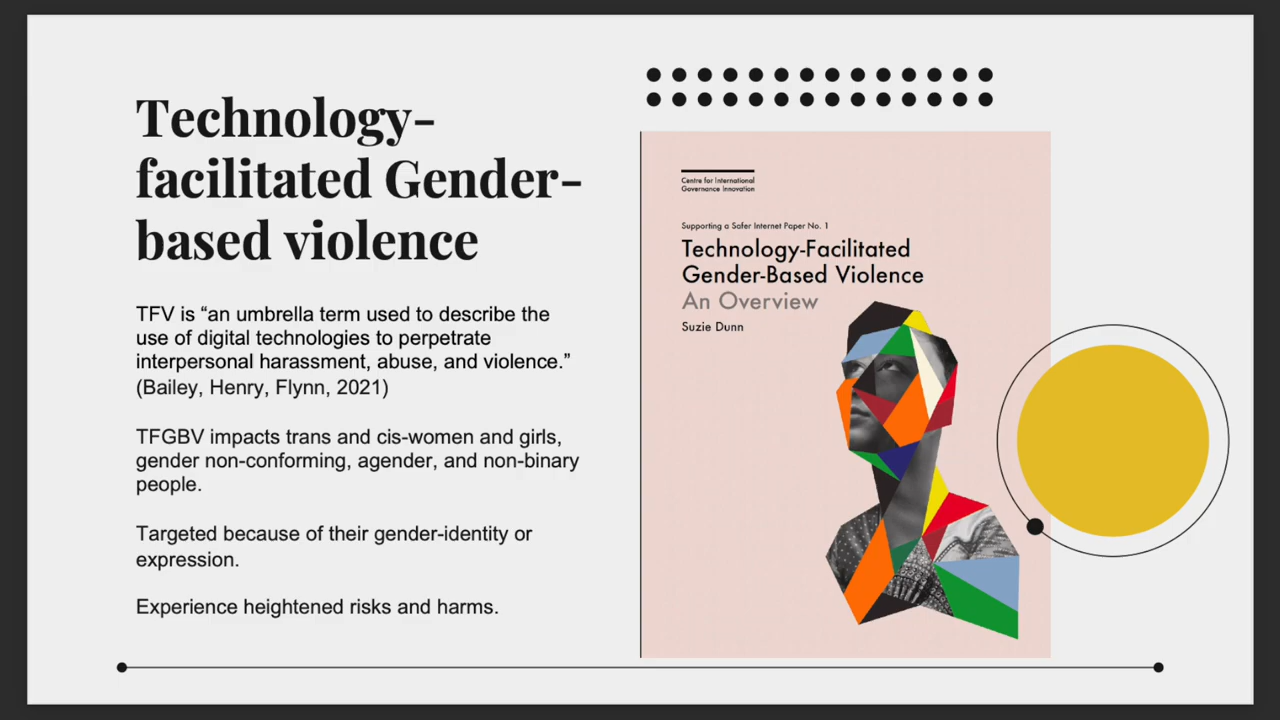 Technology-
facilitated Gender-
based violence
TFV is “an umbrella term used to describe the
use of digital technologies to perpetrate
interpersonal harassment, abuse, and violence.”
(Bailey, Henry, Flynn, 2021)
TFGBV impacts trans and cis-women and girls,
gender non-conforming, agender, and non-binary
people.
Targeted because of their gender-identity or
expression.
Experience heightened risks and harms.
Centre for International
Governance Innovation
Supporting a Safer Internet Paper No. 1
Technology-Facilitated
Gender-Based Violence
An Overview
Suzie Dunn